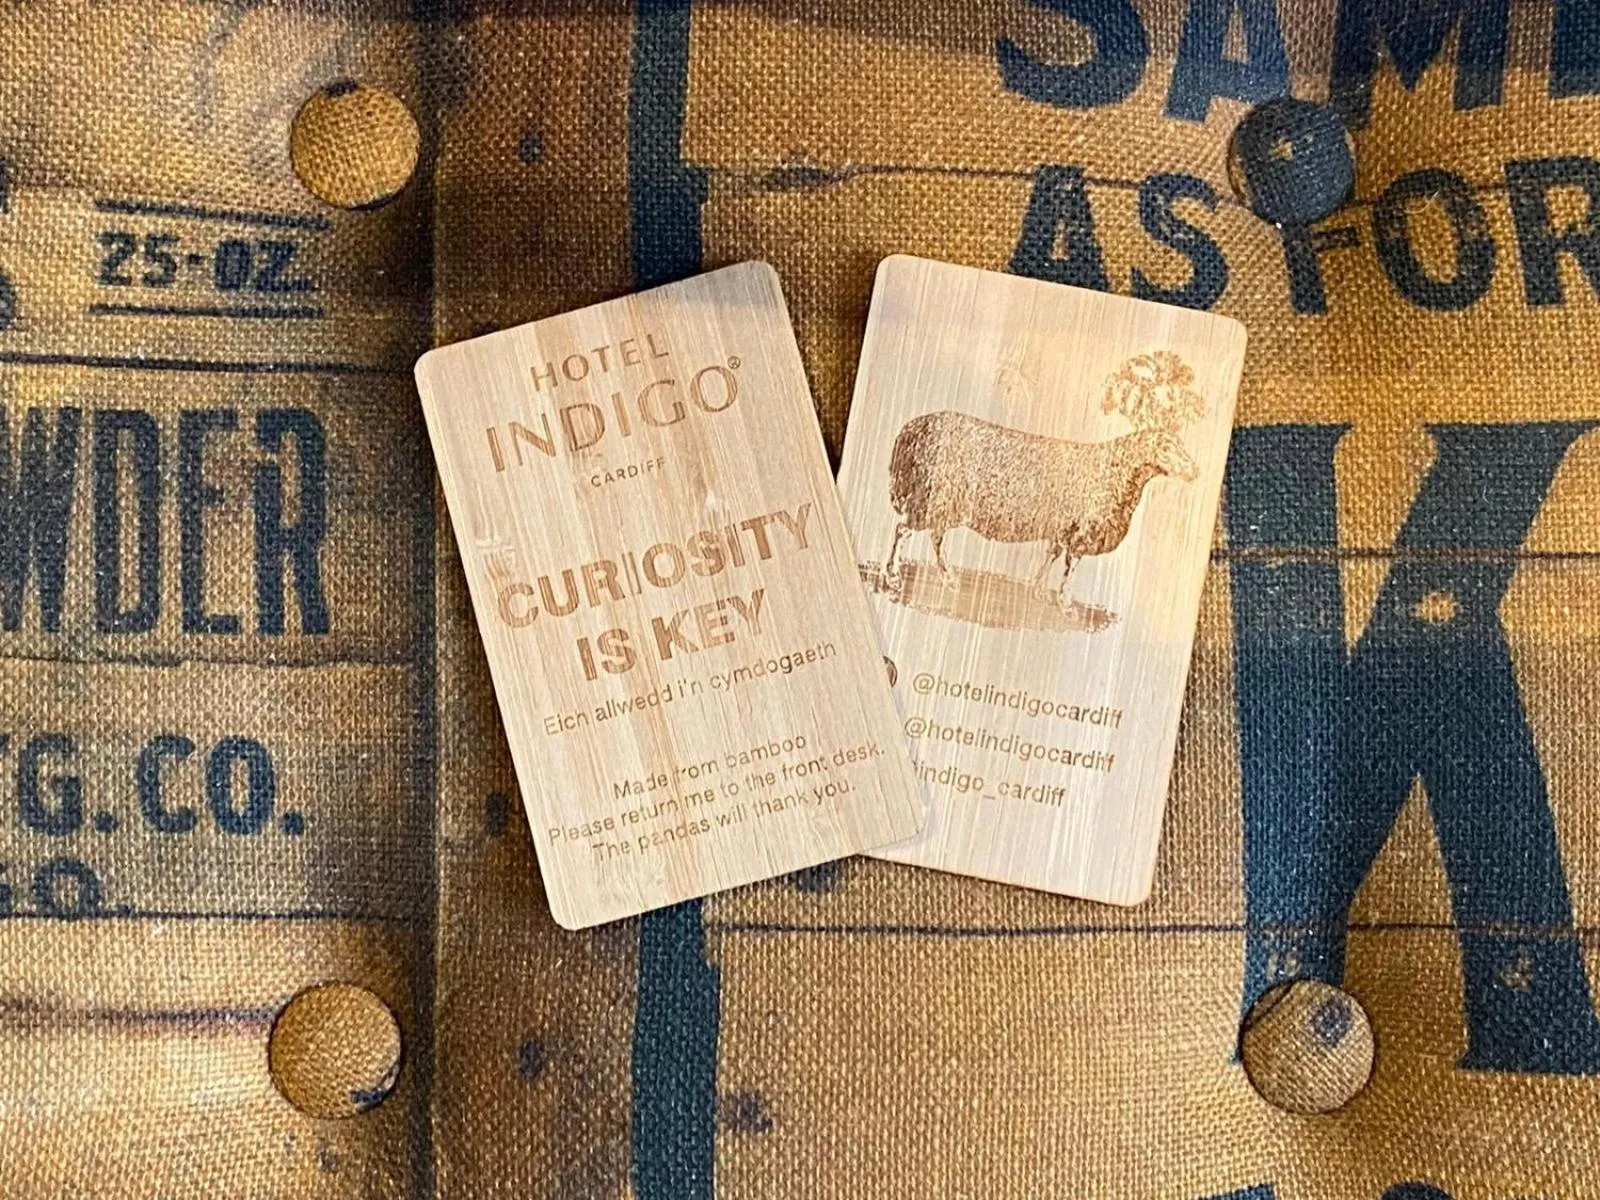 HOTEL
INDIGO®
CARDIFF
CURIOSITY
IS KEY
Eich allwedd i'n cymdogaeth
Made from bamboo
Please return me to the front desk.
The pandas will thank you.
@hotelindigocardiff
@hotelindigocardiff
indigo_cardiff
25-OZ.
WDER
G.CO.
AS FOR
K